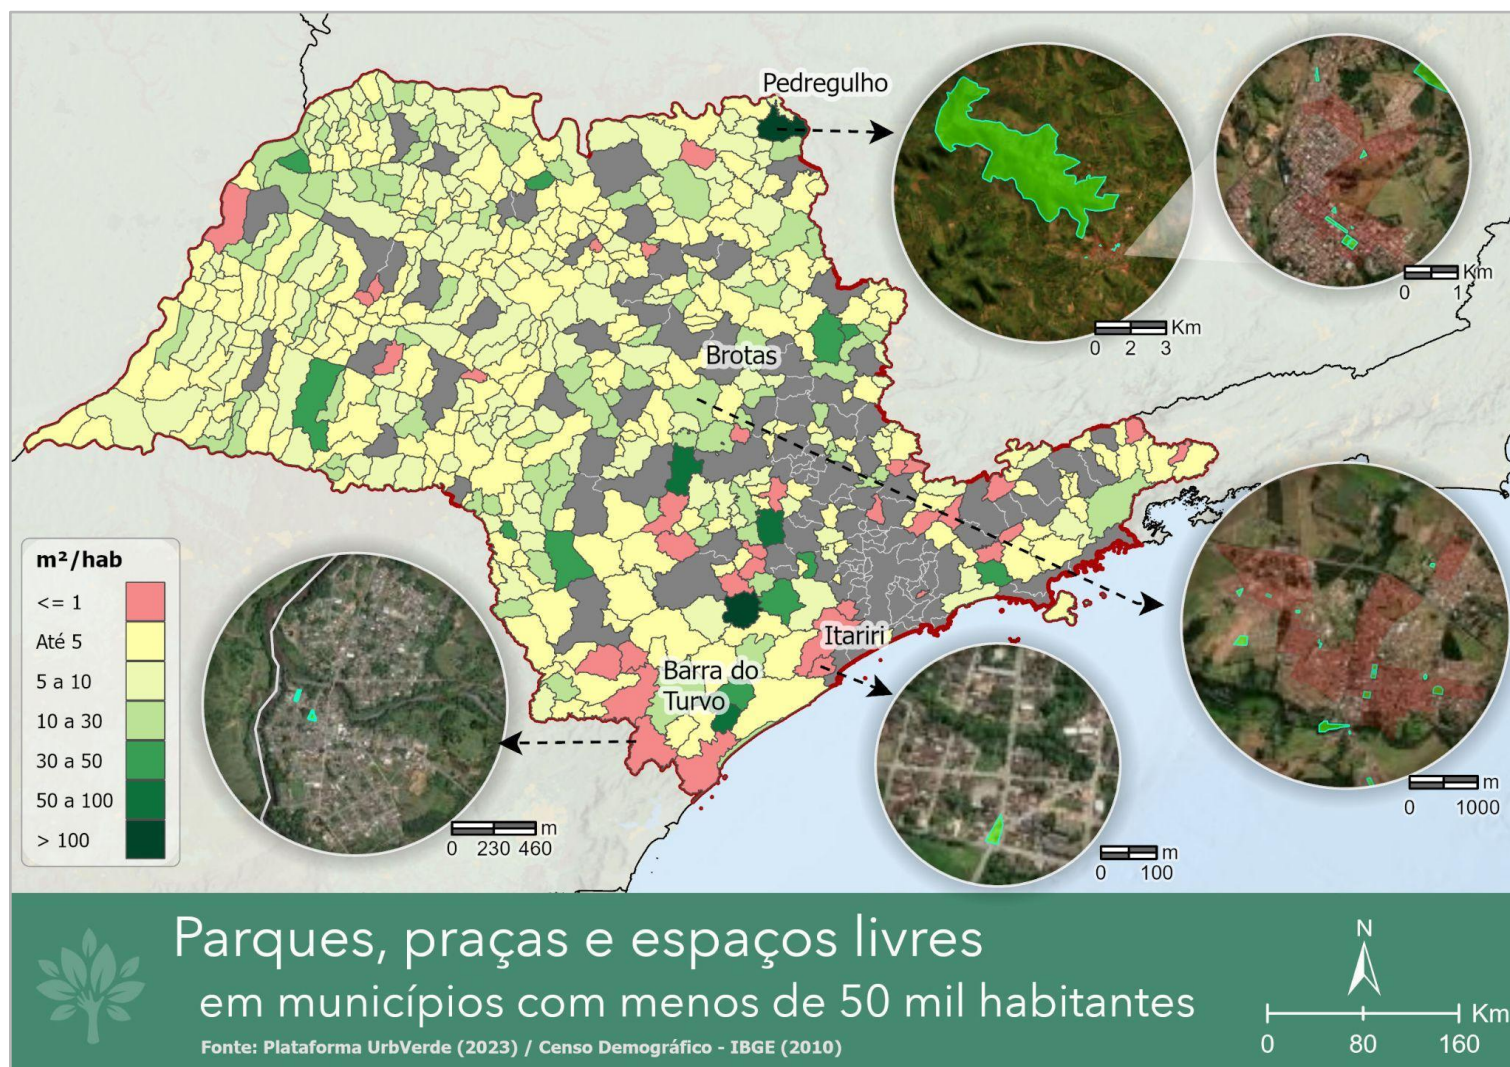 Pedregulho
Km
0 1
Km
0 2 3
Brotas
m²/hab
<= 1
Até 5
5 a 10
10 a 30
30 a 50
50 a 100
> 100
Itariri
Barra do
Turvo
m
0 230 460
m
0 100
m
0 1000
Parques, praças e espaços livres
em municípios com menos de 50 mil habitantes
Fonte: Plataforma UrbVerde (2023) / Censo Demográfico - IBGE (2010)
N
Km
0 80 160